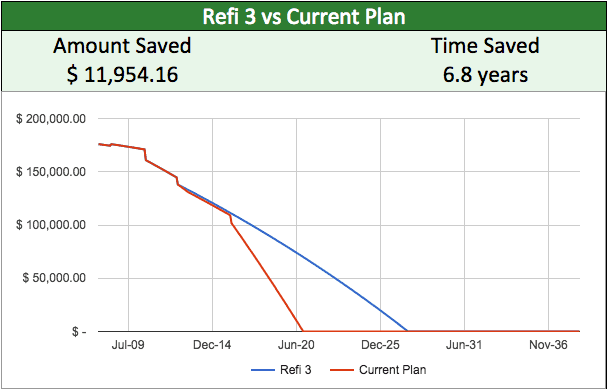 Refi 3 vs Current Plan
Amount Saved Time Saved
$ 11,954.16 6.8 years
$ 200,000.00
$ 150,000.00
$ 100,000.00
$ 50,000.00
$ -
Jul-09 Dec-14 Jun-20 Dec-25 Jun-31 Nov-36
Refi 3 Current Plan